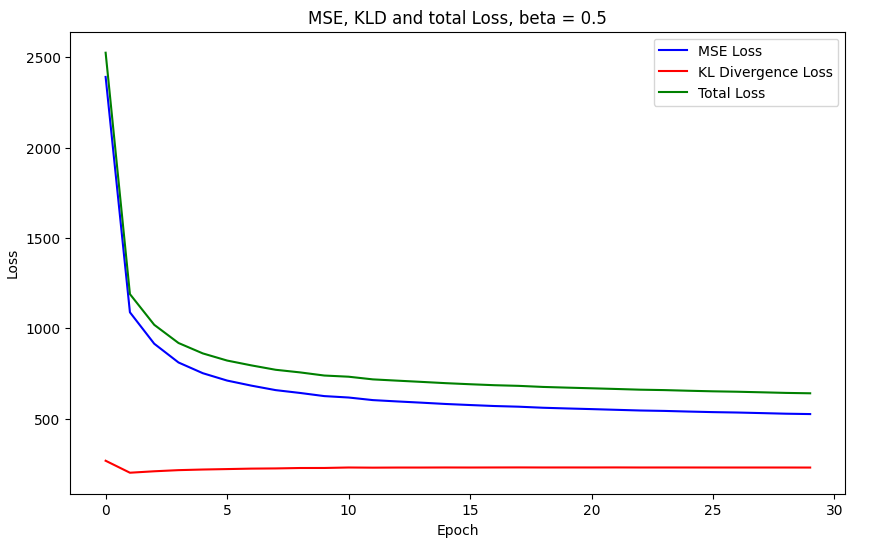 MSE, KLD and total Loss, beta = 0.5
MSE Loss
KL Divergence Loss
Total Loss
2500
2000
1500
1000
500
Loss
0 5 10 15 20 25 30
Epoch